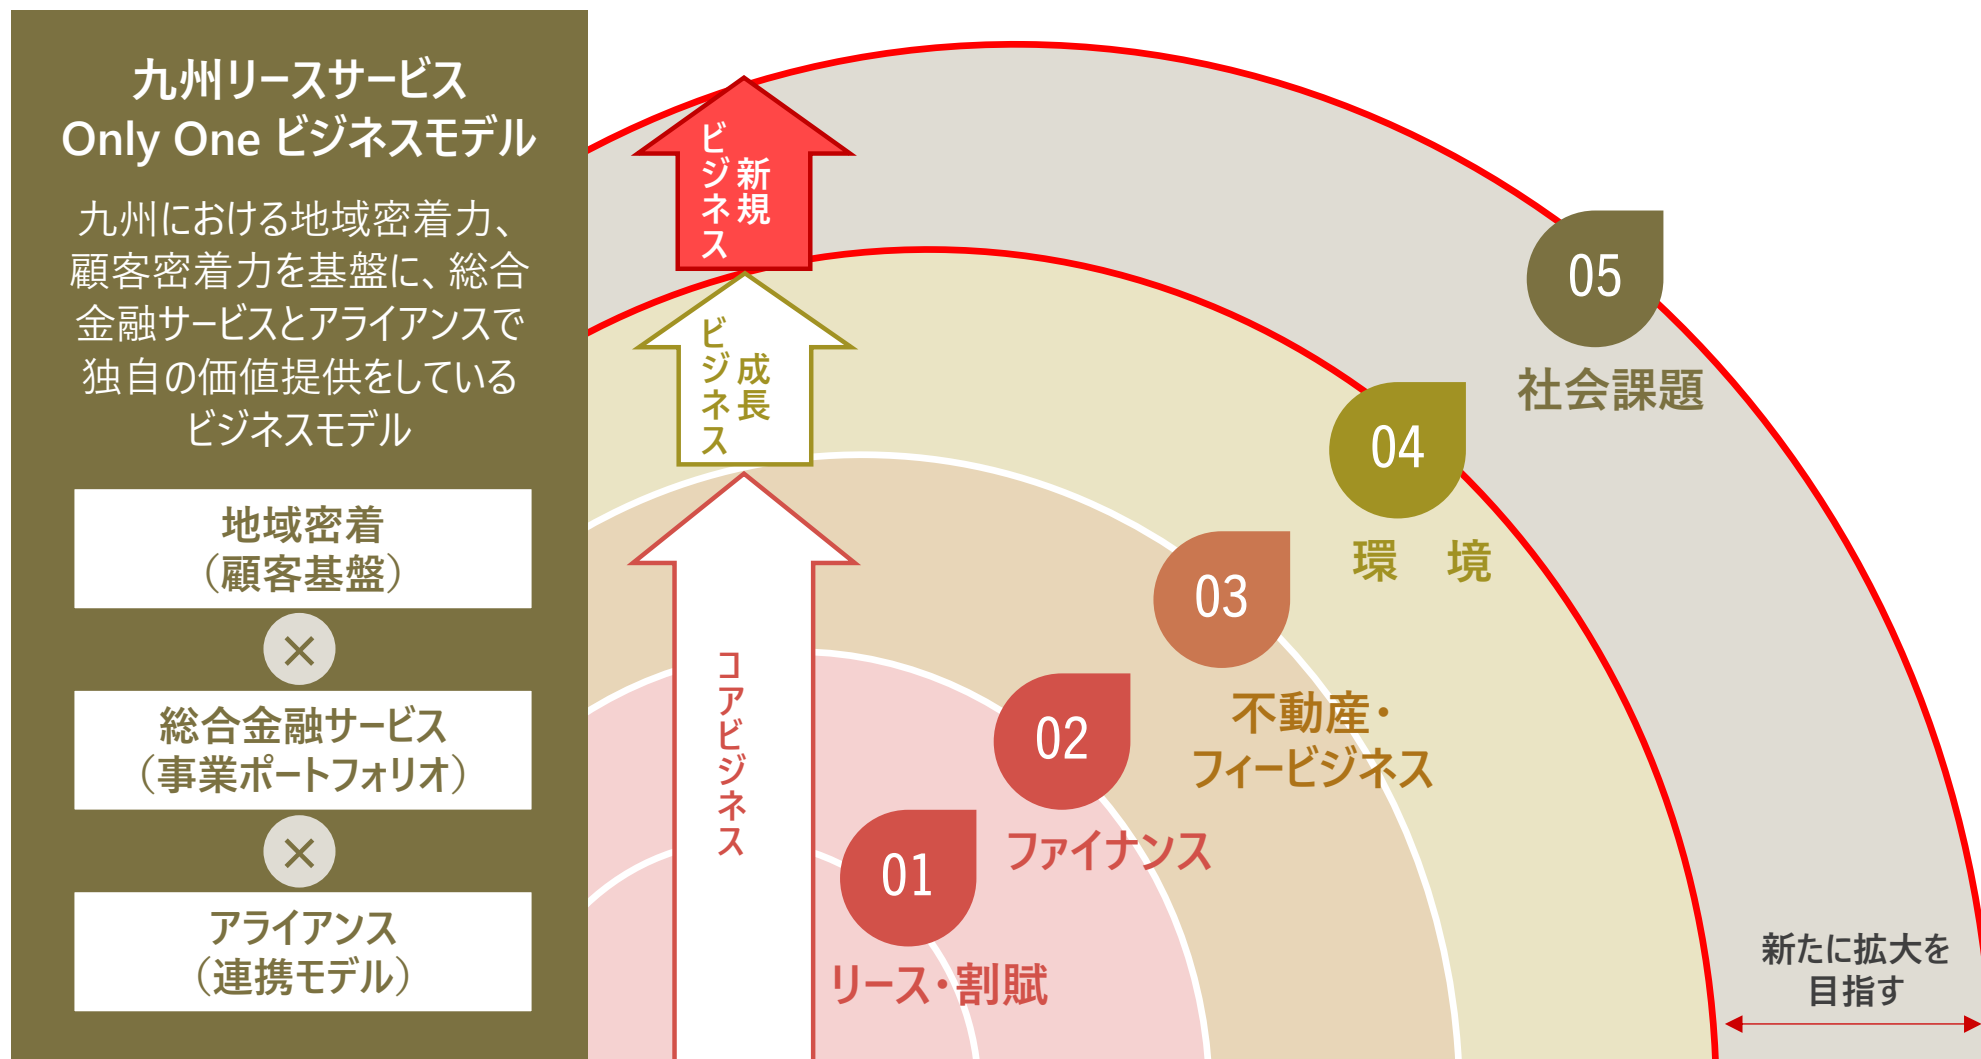 九州リースサービス
Only One ビジネスモデル
九州における地域密着力、
顧客密着力を基盤に、総合
金融サービスとアライアンスで
独自の価値提供をしている
ビジネスモデル
地域密着
（顧客基盤）
×
総合金融サービス
（事業ポートフォリオ）
×
アライアンス
（連携モデル）
新規
ビジネス
成長
ビジネス
コアビジネス
05
社会課題
04
環　境
03
不動産・
フィービジネス
02
ファイナンス
01
リース・割賦
新たに拡大を
目指す